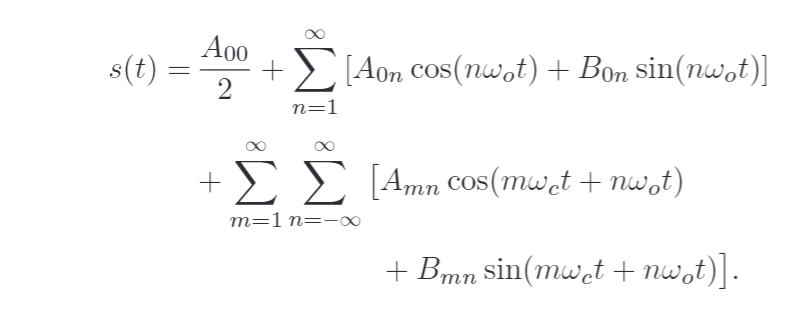 s(t) = \frac{A_{00}}{2} + \sum_{n=1}^{\infty} [A_{0n} \cos(n\omega_o t) + B_{0n} \sin(n\omega_o t)]
+ \sum_{m=1}^{\infty} \sum_{n=-\infty}^{\infty} [A_{mn} \cos(m\omega_c t + n\omega_o t)
+ B_{mn} \sin(m\omega_c t + n\omega_o t)].